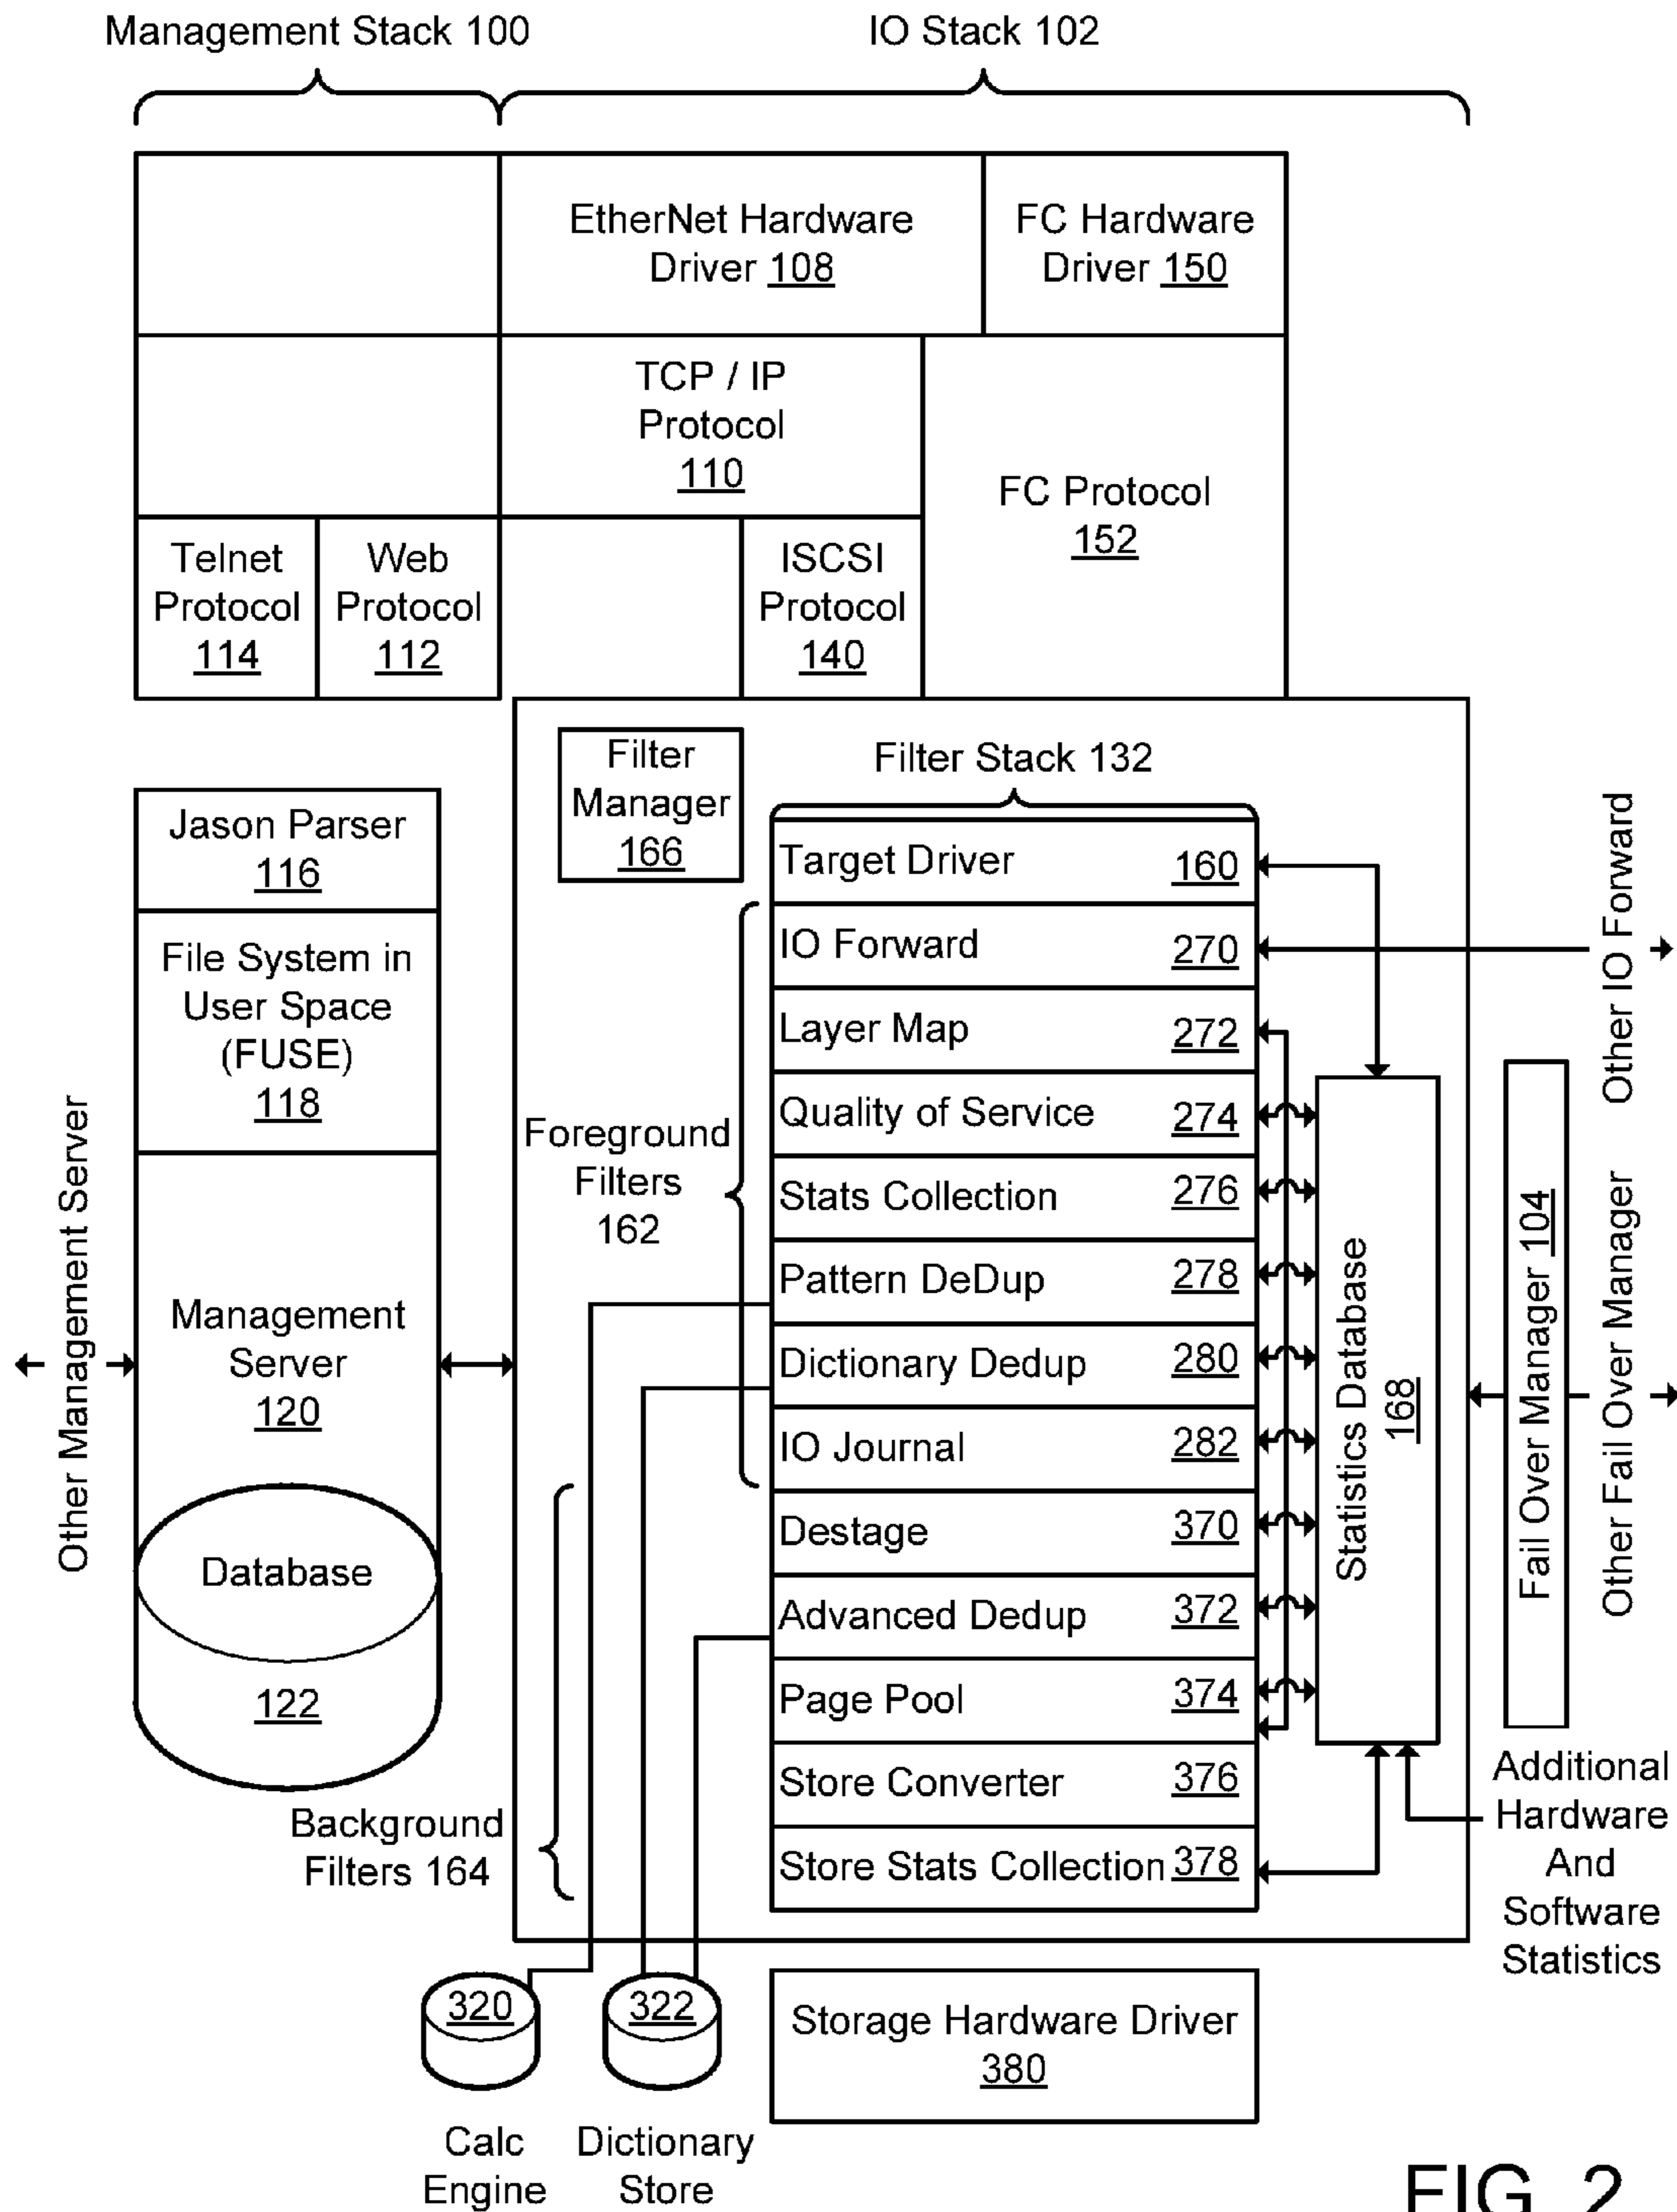 Management Stack 100
IO Stack 102
EtherNet Hardware
Driver 108
FC Hardware
Driver 150
TCP / IP
Protocol
110
FC Protocol
152
Telnet
Protocol
114
Web
Protocol
112
ISCSI
Protocol
140
Filter
Manager
166
Filter Stack 132
Jason Parser
116
File System in
User Space
(FUSE)
118
Management
Server
120
Database
122
Other Management Server
Foreground
Filters
162
Background
Filters 164
Target Driver 160
IO Forward 270
Layer Map 272
Quality of Service 274
Stats Collection 276
Pattern DeDup 278
Dictionary Dedup 280
IO Journal 282
Destage 370
Advanced Dedup 372
Page Pool 374
Store Converter 376
Store Stats Collection 378
Statistics Database
168
Fail Over Manager 104
Other IO Forward
Other Fail Over Manager
Additional
Hardware
And
Software
Statistics
320
322
Storage Hardware Driver
380
Calc
Engine
Dictionary
Store
FIG. 2